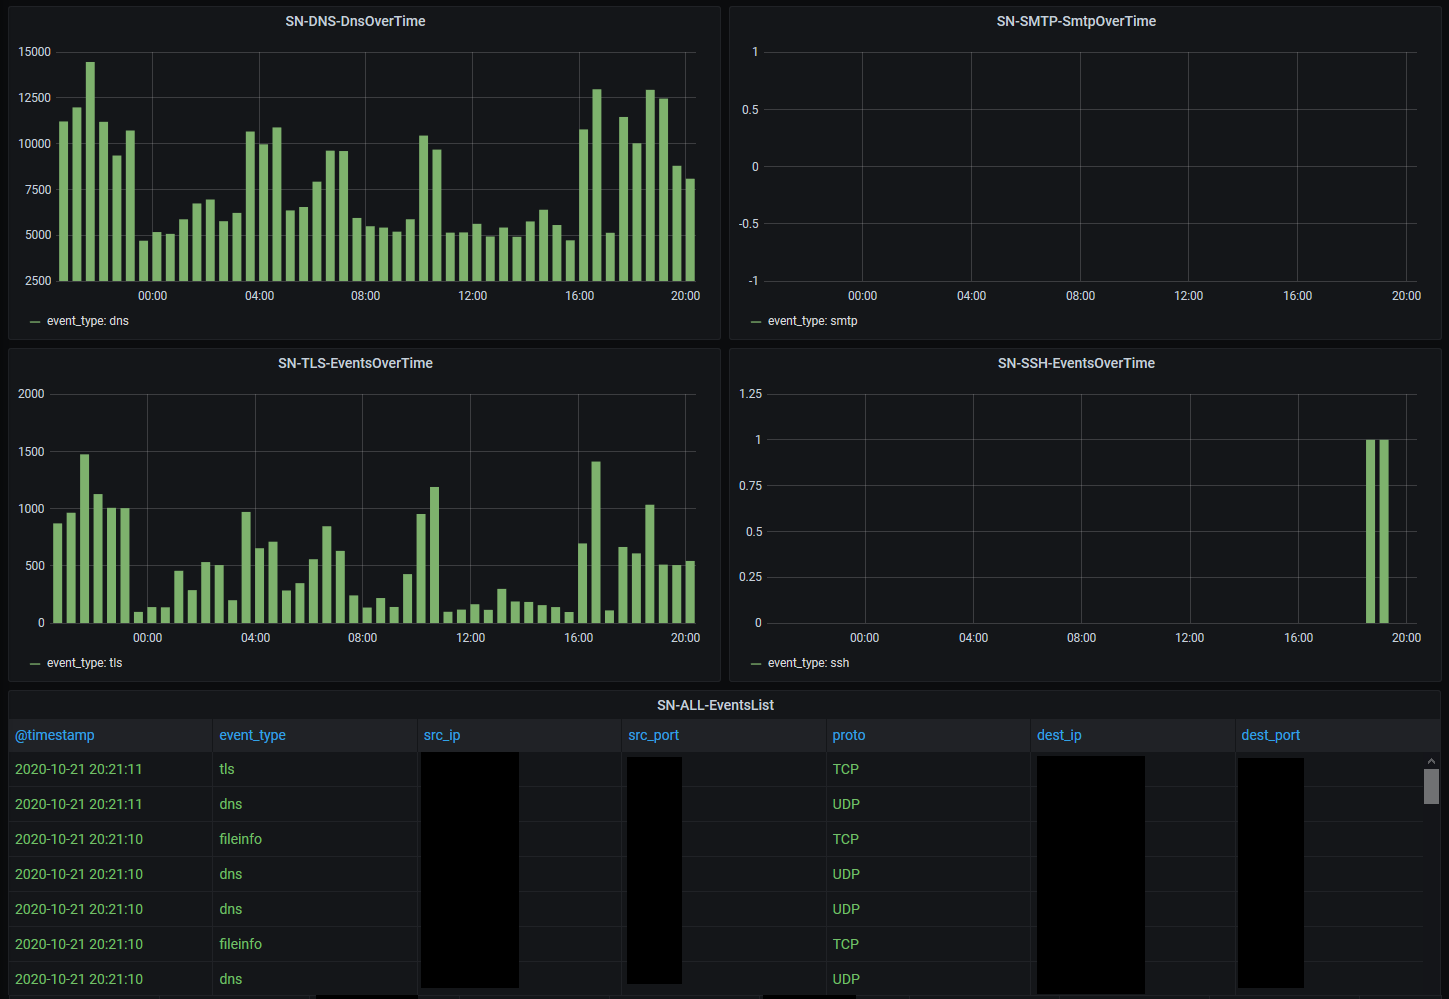 SN-DNS-DnsOverTime
15000
12500
10000
7500
5000
2500
00:00 04:00 08:00 12:00 16:00 20:00
event_type: dns
SN-SMTP-SmtpOverTime
1
0.5
0
-0.5
-1
00:00 04:00 08:00 12:00 16:00 20:00
event_type: smtp
SN-TLS-EventsOverTime
2000
1500
1000
500
0
00:00 04:00 08:00 12:00 16:00 20:00
event_type: tls
SN-SSH-EventsOverTime
1.25
1
0.75
0.5
0.25
0
00:00 04:00 08:00 12:00 16:00 20:00
event_type: ssh
SN-ALL-EventsList
@timestamp event_type src_ip src_port proto dest_ip dest_port
2020-10-21 20:21:11 tls TCP
2020-10-21 20:21:11 dns UDP
2020-10-21 20:21:10 fileinfo TCP
2020-10-21 20:21:10 dns UDP
2020-10-21 20:21:10 dns UDP
2020-10-21 20:21:10 fileinfo TCP
2020-10-21 20:21:10 dns UDP